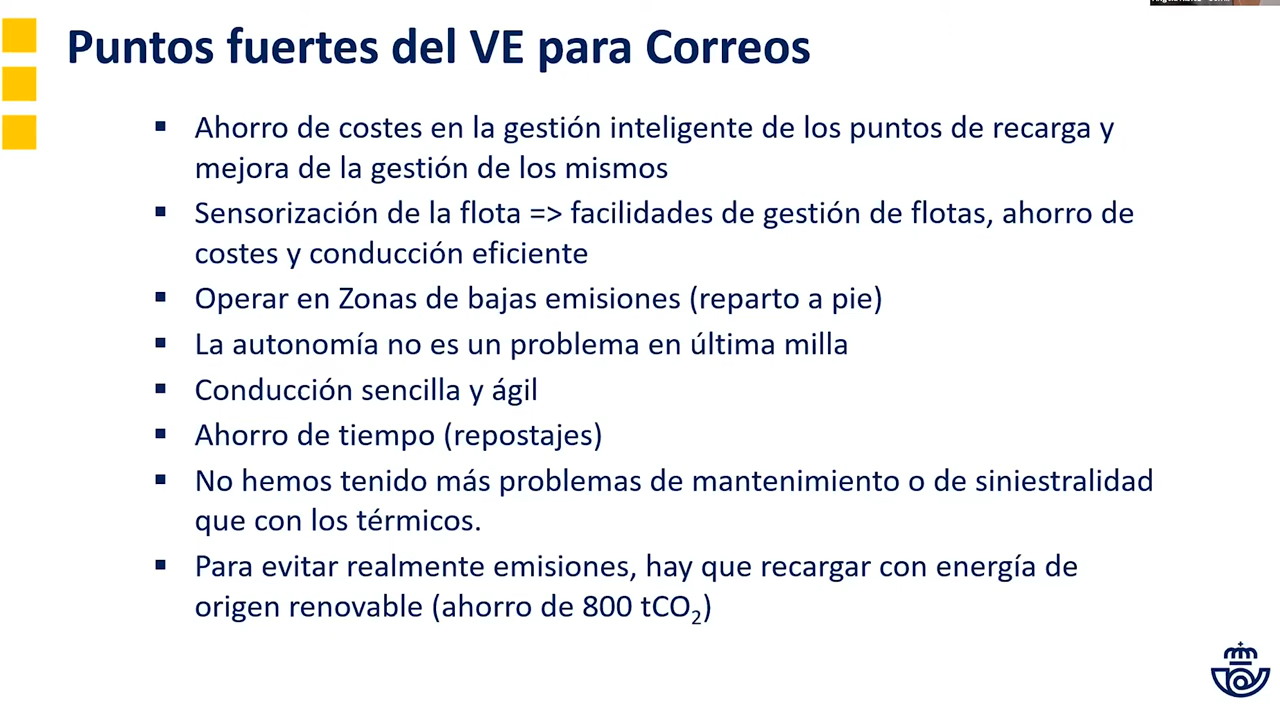 Puntos fuertes del VE para Correos
▪ Ahorro de costes en la gestión inteligente de los puntos de recarga y
mejora de la gestión de los mismos
▪ Sensorización de la flota => facilidades de gestión de flotas, ahorro de
costes y conducción eficiente
▪ Operar en Zonas de bajas emisiones (reparto a pie)
▪ La autonomía no es un problema en última milla
▪ Conducción sencilla y ágil
▪ Ahorro de tiempo (repostajes)
▪ No hemos tenido más problemas de mantenimiento o de siniestralidad
que con los térmicos.
▪ Para evitar realmente emisiones, hay que recargar con energía de
origen renovable (ahorro de 800 tCO₂)